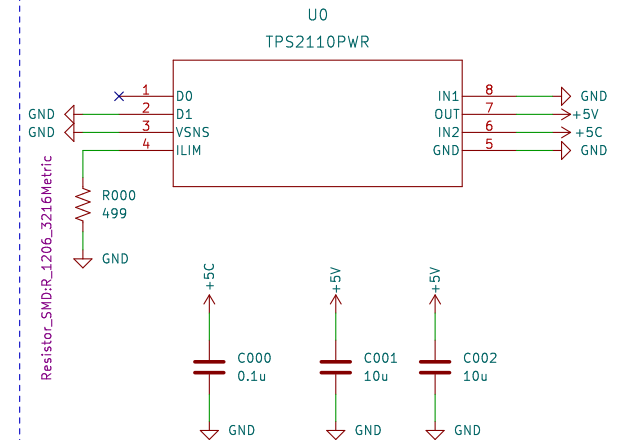 U0
TPS2110PWR
1 D0
IN1 8 GND
GND 2 D1
OUT 7 +5V
GND 3 VSNS
IN2 6 +5C
4 ILIM
GND 5 GND
R000
499
GND
Resistor_SMD:R_1206_3216Metric
+5C
+5V
+5V
C000
0.1u
C001
10u
C002
10u
GND
GND
GND